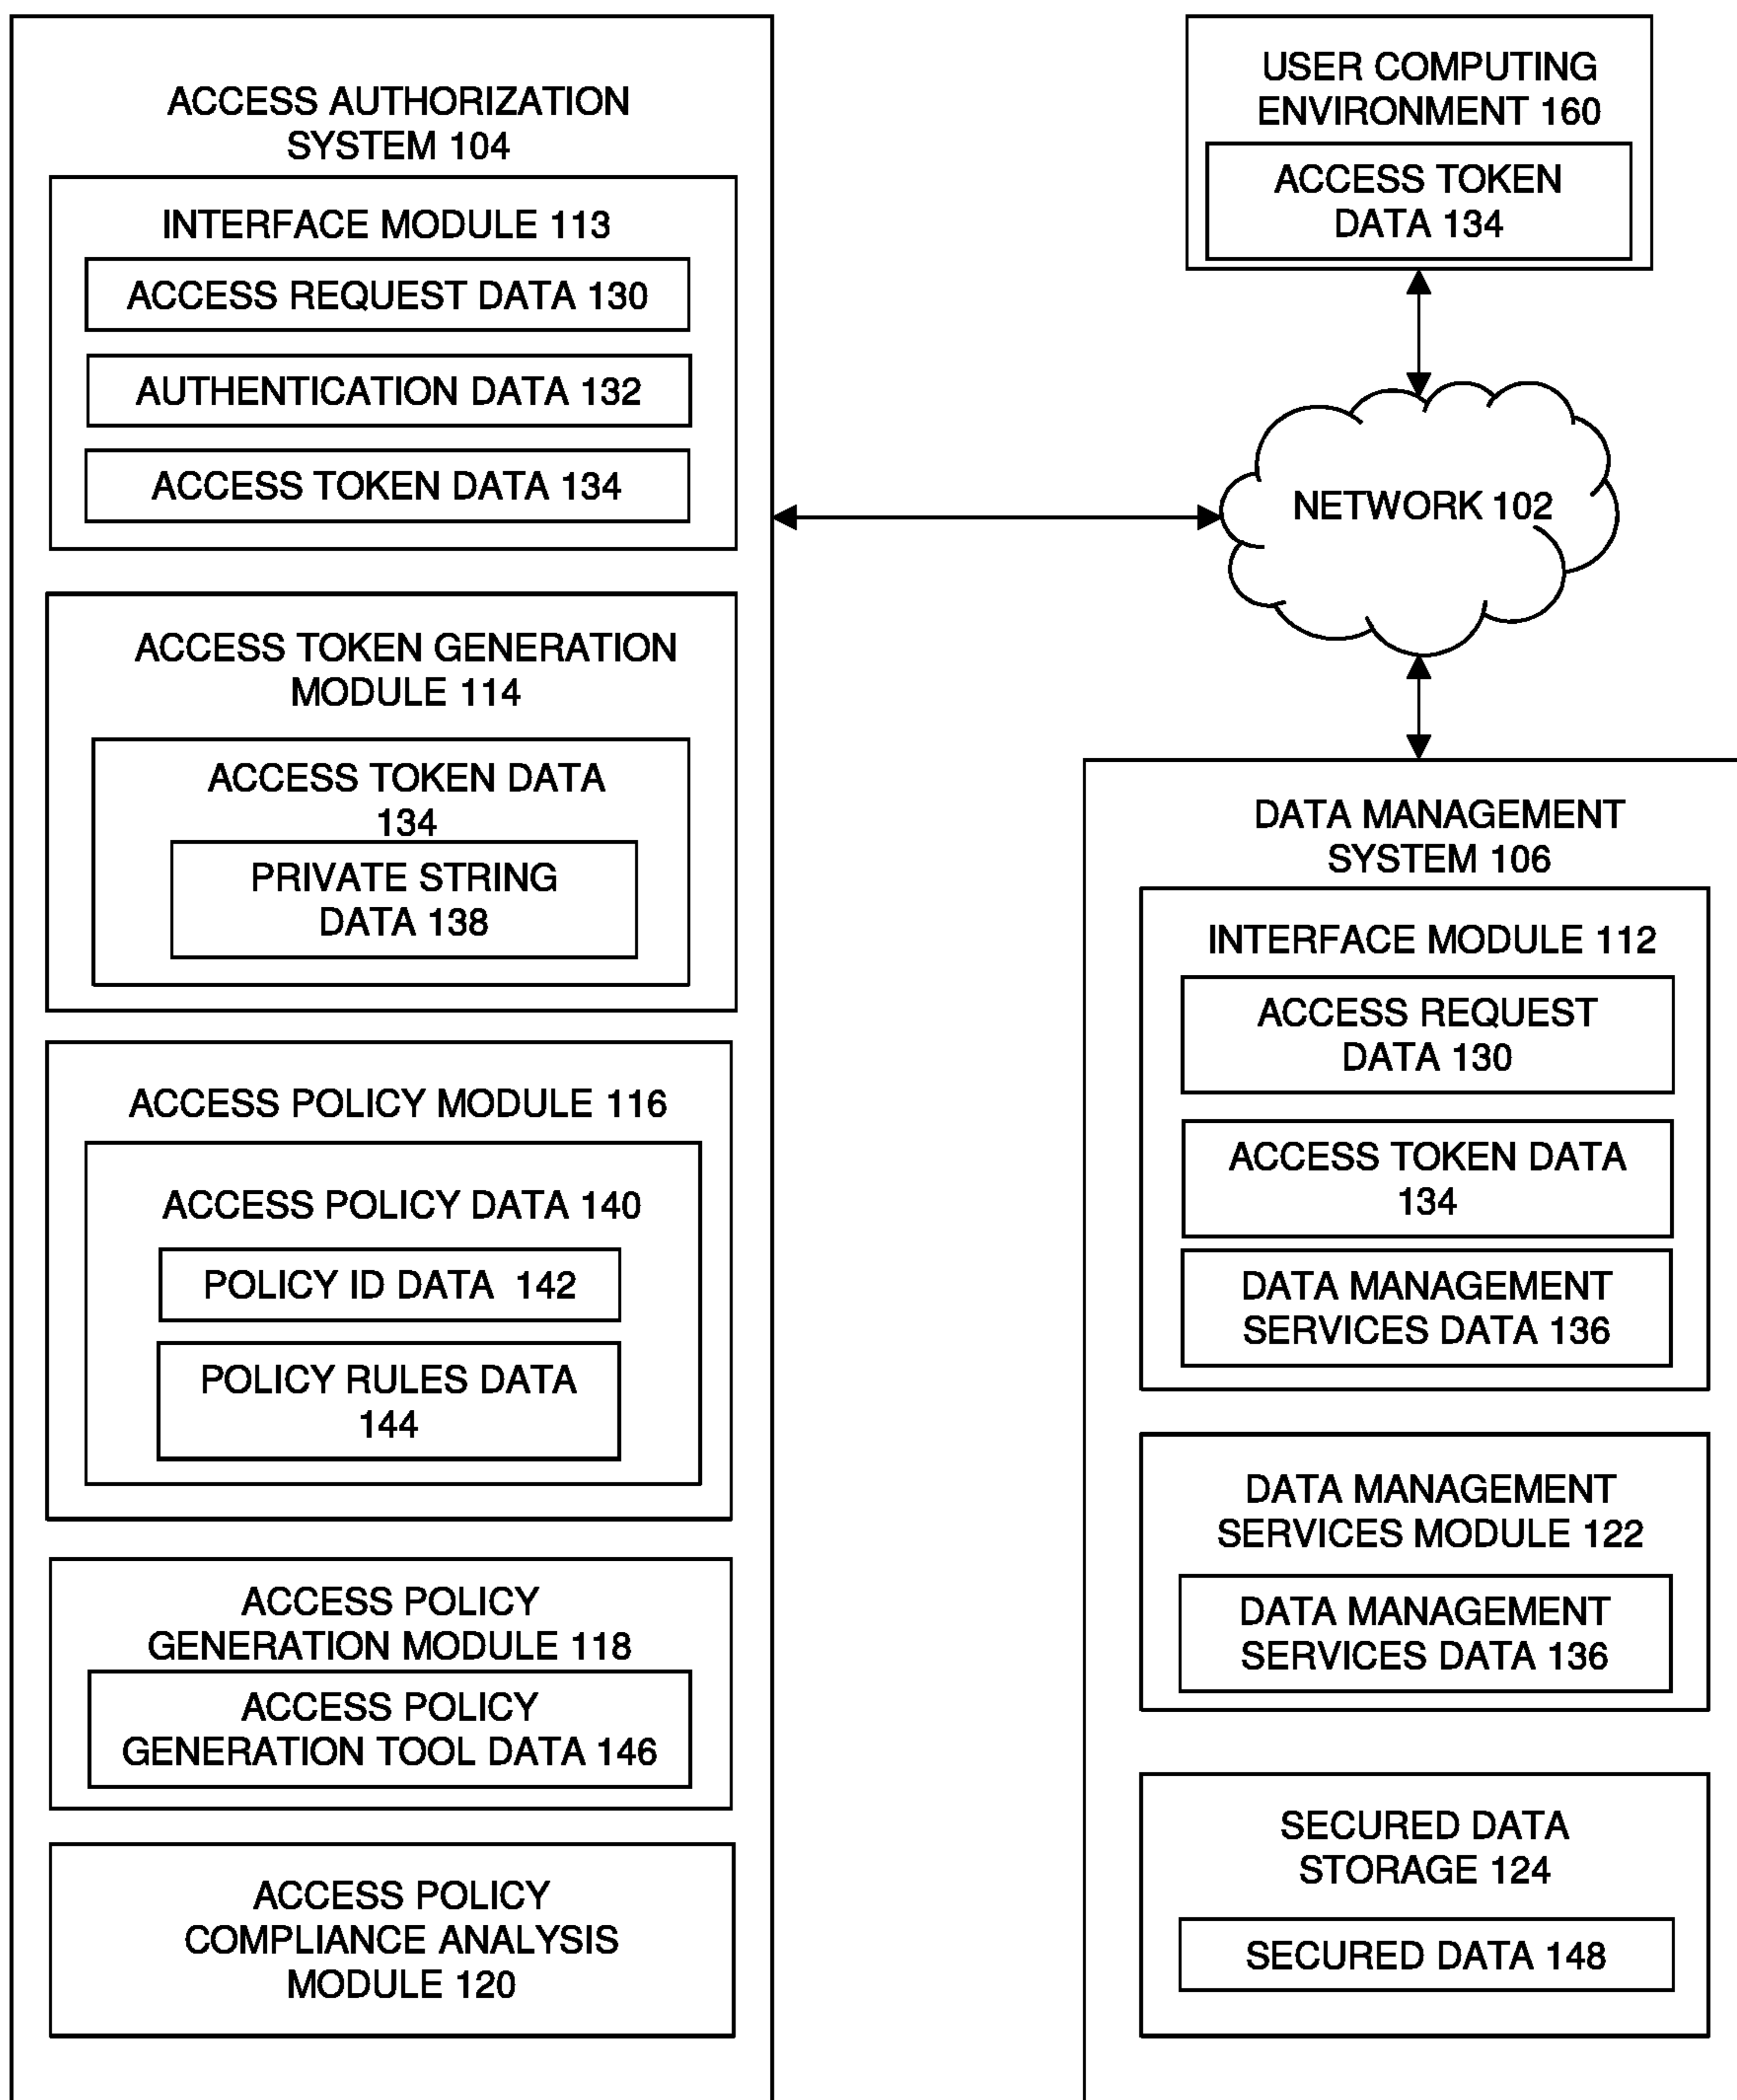 ACCESS AUTHORIZATION
SYSTEM 104
INTERFACE MODULE 113
ACCESS REQUEST DATA 130
AUTHENTICATION DATA 132
ACCESS TOKEN DATA 134
ACCESS TOKEN GENERATION
MODULE 114
ACCESS TOKEN DATA
134
PRIVATE STRING
DATA 138
ACCESS POLICY MODULE 116
ACCESS POLICY DATA 140
POLICY ID DATA 142
POLICY RULES DATA
144
ACCESS POLICY
GENERATION MODULE 118
ACCESS POLICY
GENERATION TOOL DATA 146
ACCESS POLICY
COMPLIANCE ANALYSIS
MODULE 120
USER COMPUTING
ENVIRONMENT 160
ACCESS TOKEN
DATA 134
NETWORK 102
DATA MANAGEMENT
SYSTEM 106
INTERFACE MODULE 112
ACCESS REQUEST
DATA 130
ACCESS TOKEN DATA
134
DATA MANAGEMENT
SERVICES DATA 136
DATA MANAGEMENT
SERVICES MODULE 122
DATA MANAGEMENT
SERVICES DATA 136
SECURED DATA
STORAGE 124
SECURED DATA 148